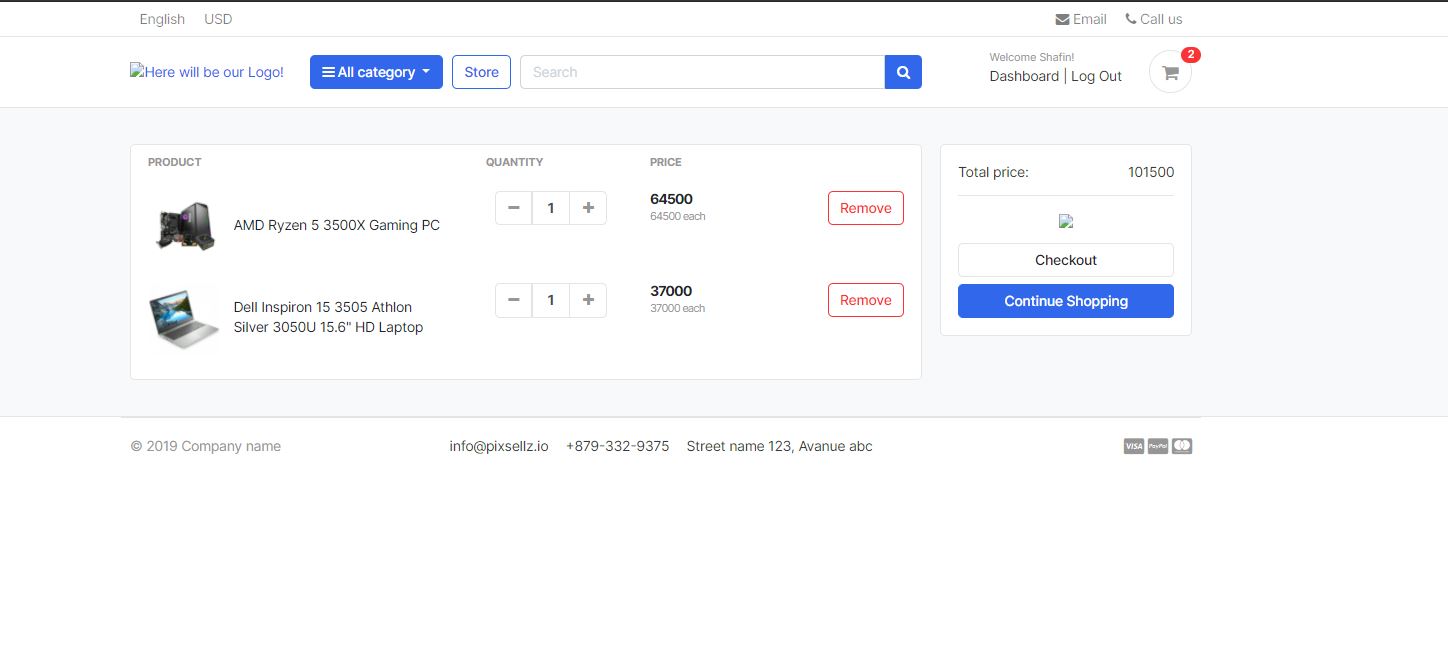 English USD Email Call us
Here will be our Logo! All category Store Search Welcome Shafin!
Dashboard | Log Out 2
PRODUCT QUANTITY PRICE
AMD Ryzen 5 3500X Gaming PC 1 64500 Remove
64500 each
Dell Inspiron 15 3505 Athlon
Silver 3050U 15.6" HD Laptop 1 37000 Remove
37000 each
Total price: 101500
Checkout
Continue Shopping
© 2019 Company name info@pixsellz.io +879-332-9375 Street name 123, Avanue abc VISA PayPal